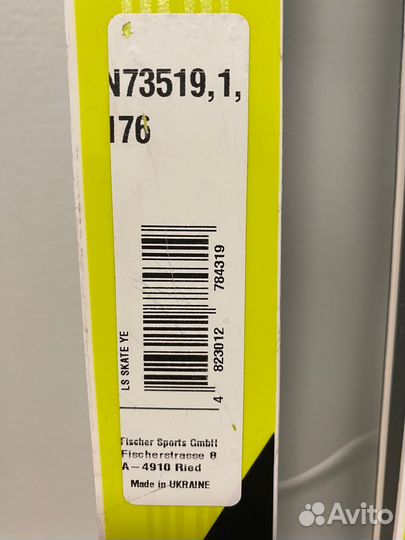 N73519,1,
176
LS SKATE YE
4 823012 784319
Fischer Sports GmbH
Fischerstrasse 8
A-4910 Ried
Made in UKRAINE
Avito